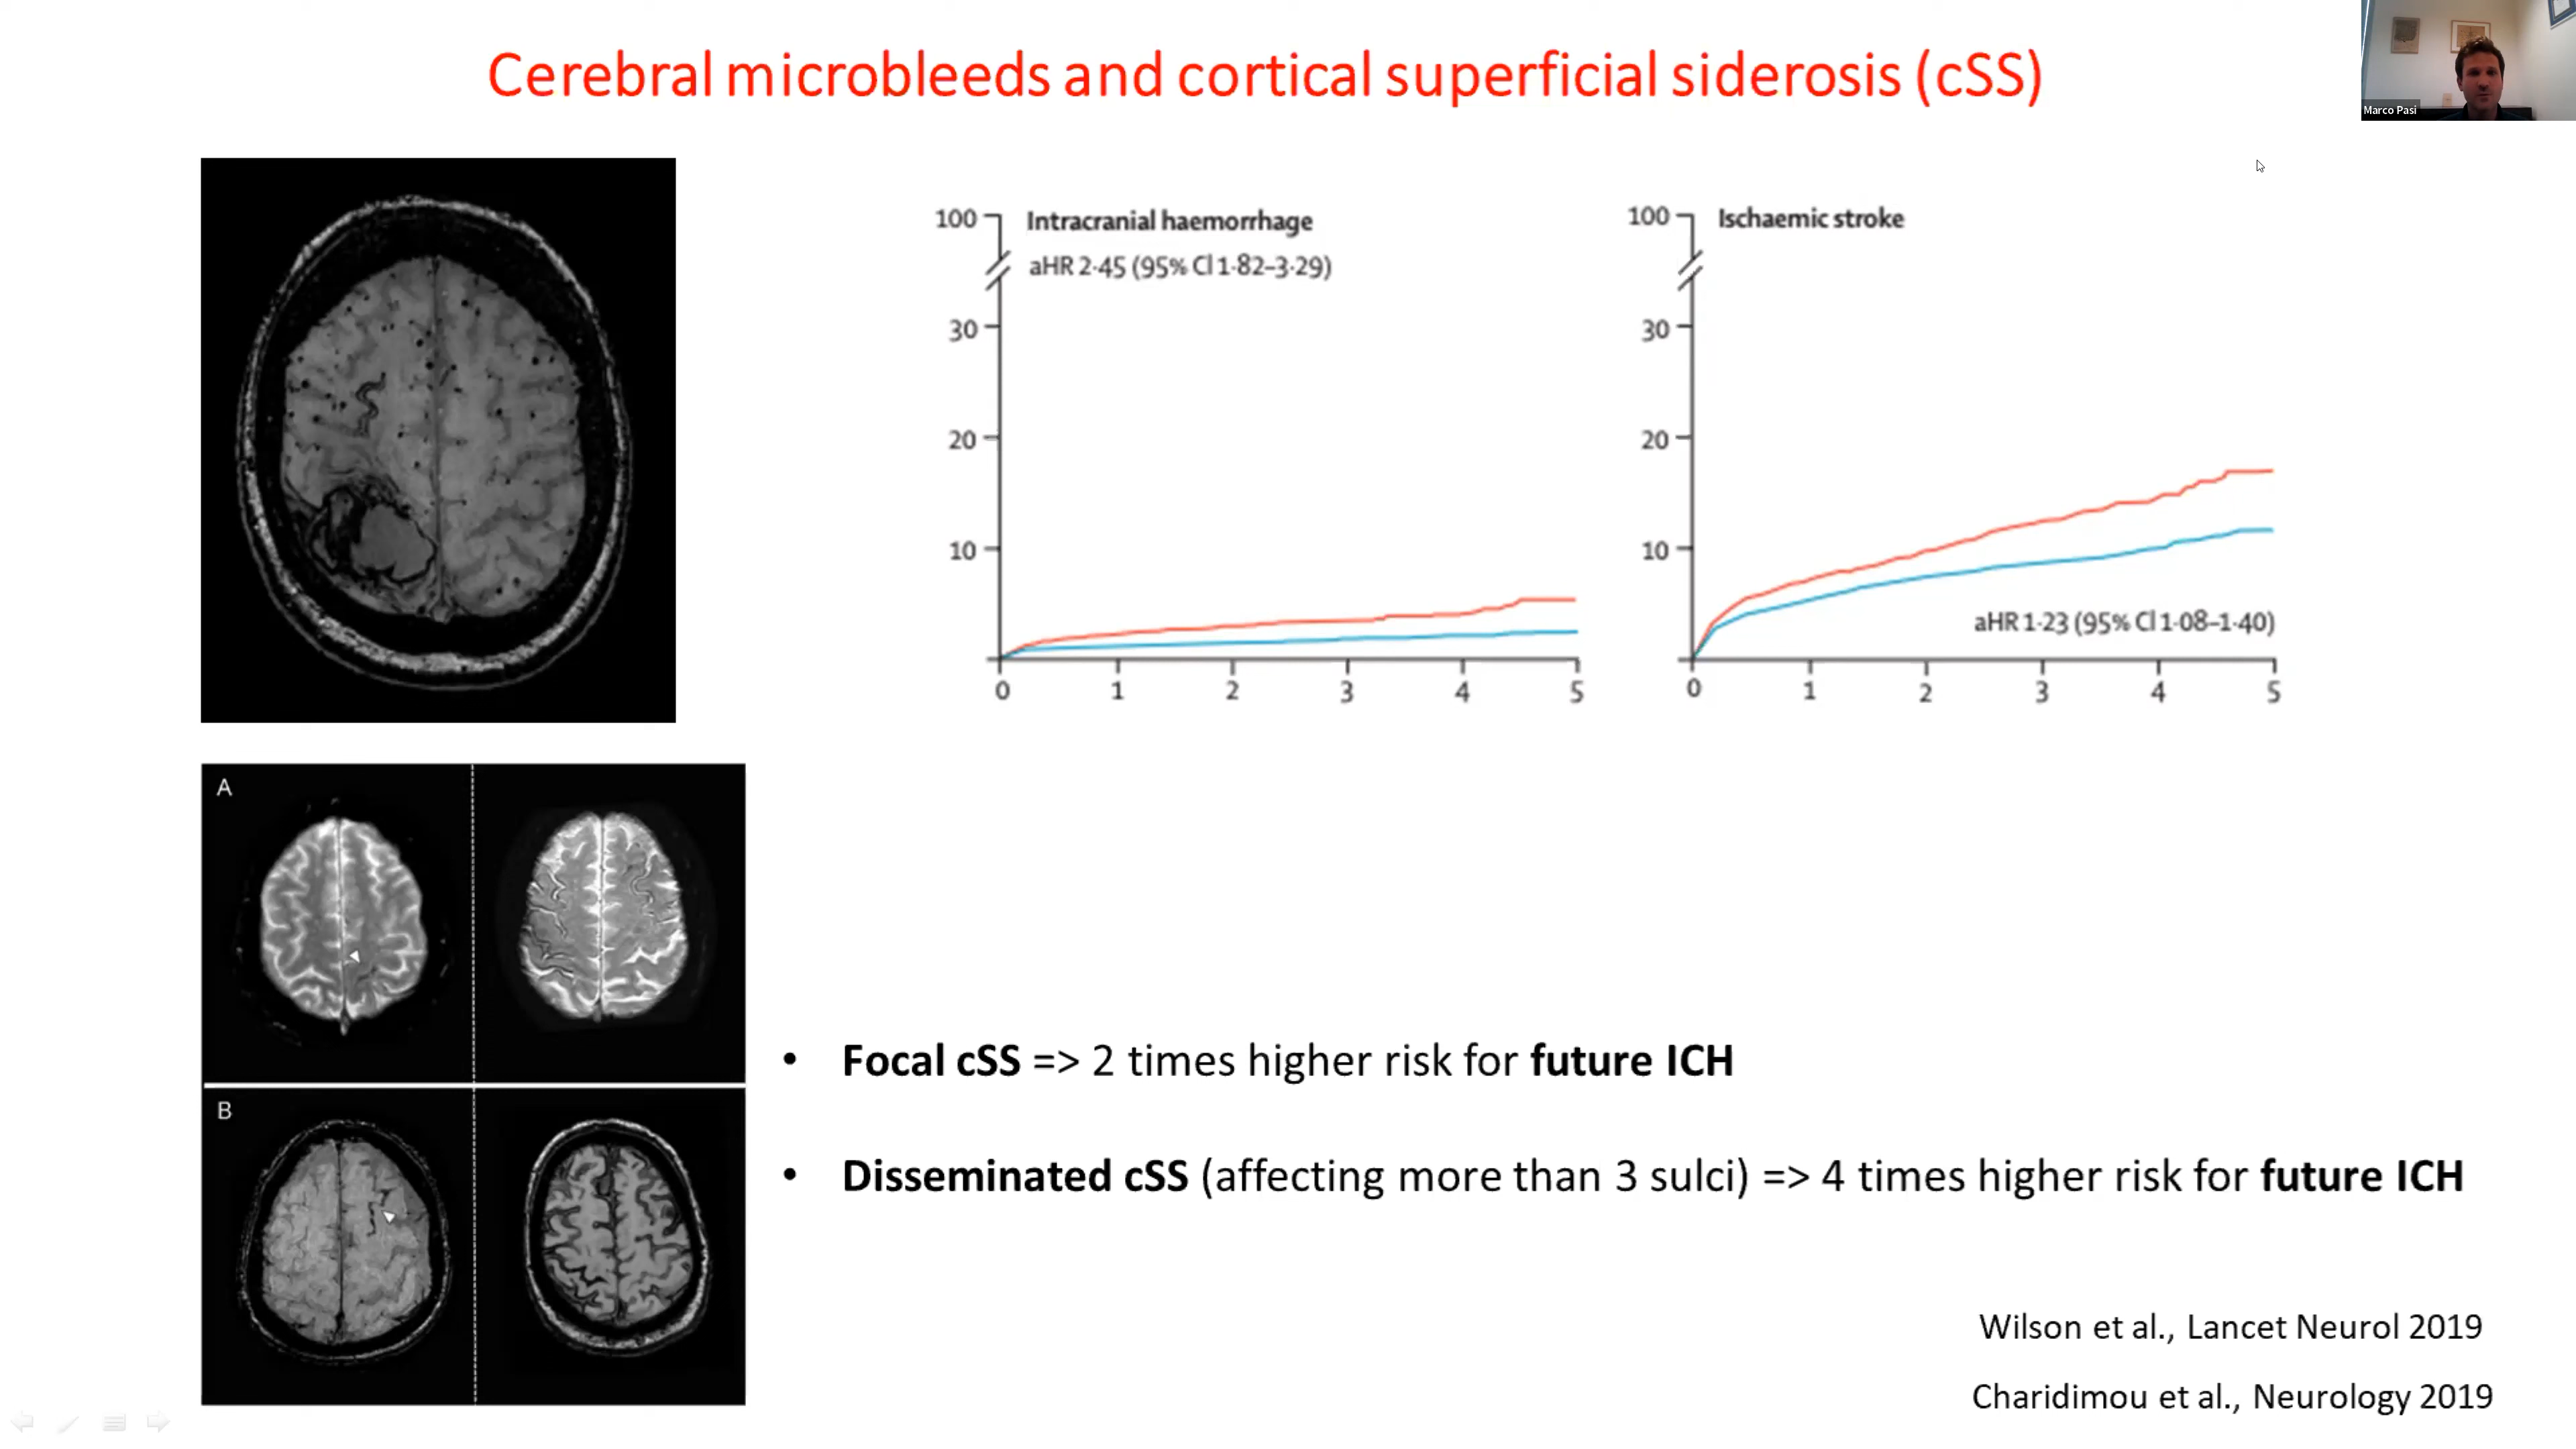 Cerebral microbleeds and cortical superficial siderosis (cSS)
Marco Pasi
100
Intracranial haemorrhage
aHR 2·45 (95% CI 1·82–3·29)
30
20
10
0 1 2 3 4 5
100
Ischaemic stroke
30
20
10
aHR 1·23 (95% CI 1·08–1·40)
0 1 2 3 4 5
A
B
• Focal cSS => 2 times higher risk for future ICH
• Disseminated cSS (affecting more than 3 sulci) => 4 times higher risk for future ICH
Wilson et al., Lancet Neurol 2019
Charidimou et al., Neurology 2019